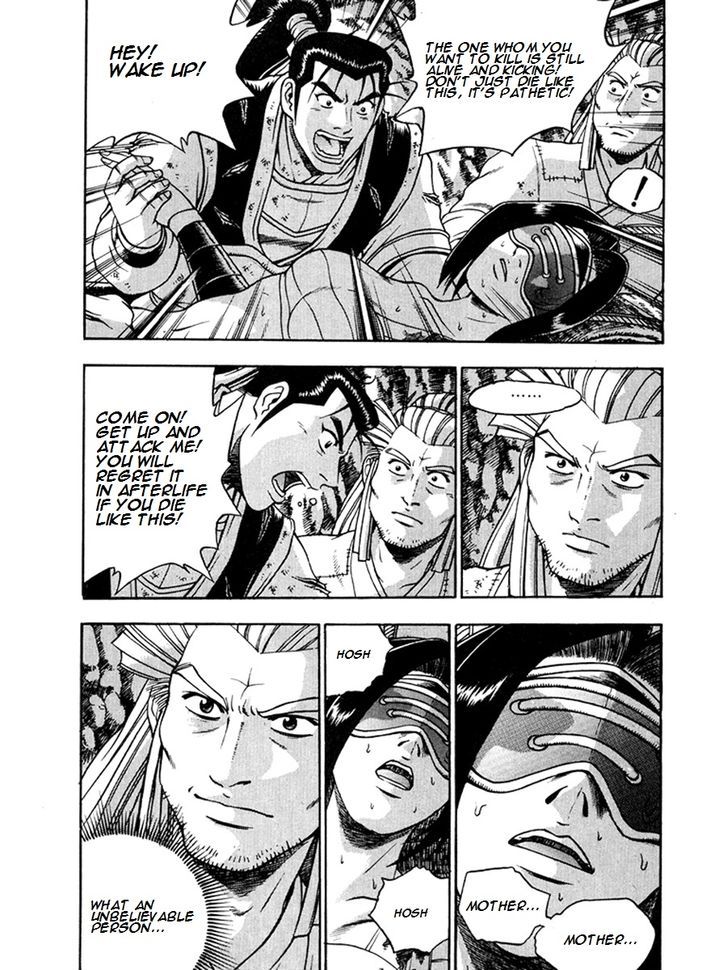 HEY!
WAKE UP!
THE ONE WHOM YOU
WANT TO KILL IS STILL
ALIVE AND KICKING!
DON'T JUST DIE LIKE
THIS, IT'S PATHETIC!
!
COME ON!
GET UP AND
ATTACK ME!
YOU WILL
REGRET IT
IN AFTERLIFE
IF YOU DIE
LIKE THIS!
......
WHAT AN
UNBELIEVABLE
PERSON...
HOSH
HOSH
MOTHER...
MOTHER...